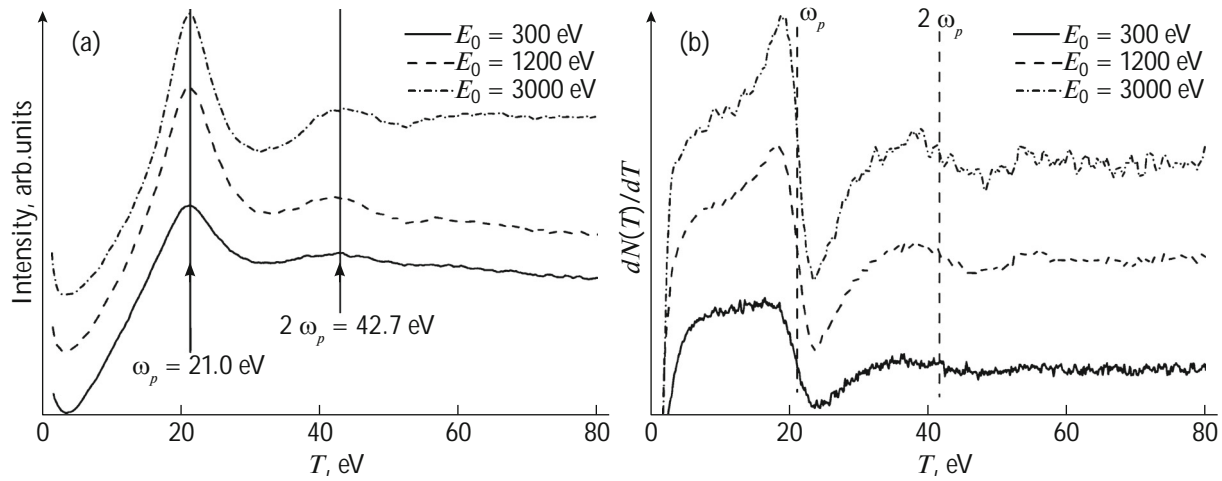 (a)
E₀ = 300 eV
E₀ = 1200 eV
E₀ = 3000 eV
Intensity, arb.units
2 ωₚ = 42.7 eV
ωₚ = 21.0 eV
0 20 40 60 80
T, eV
(b)
ωₚ
2 ωₚ
E₀ = 300 eV
E₀ = 1200 eV
E₀ = 3000 eV
dN(T)/dT
0 20 40 60 80
T, eV